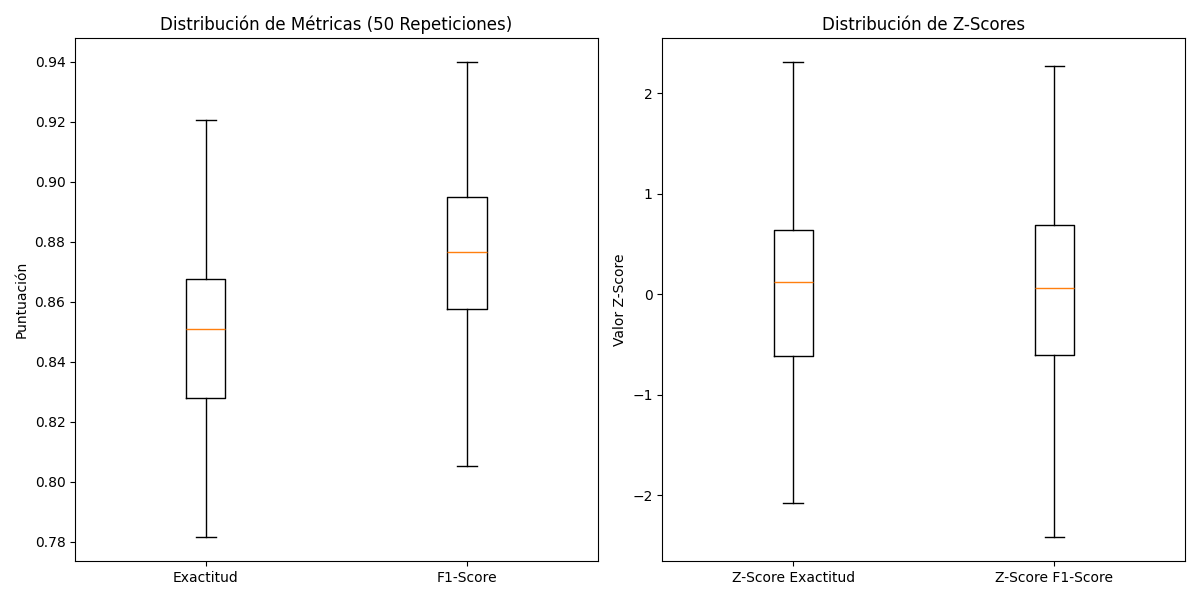 Distribución de Métricas (50 Repeticiones)
Puntuación
0.94
0.92
0.90
0.88
0.86
0.84
0.82
0.80
0.78
Exactitud
F1-Score
Distribución de Z-Scores
Valor Z-Score
2
1
0
−1
−2
Z-Score Exactitud
Z-Score F1-Score